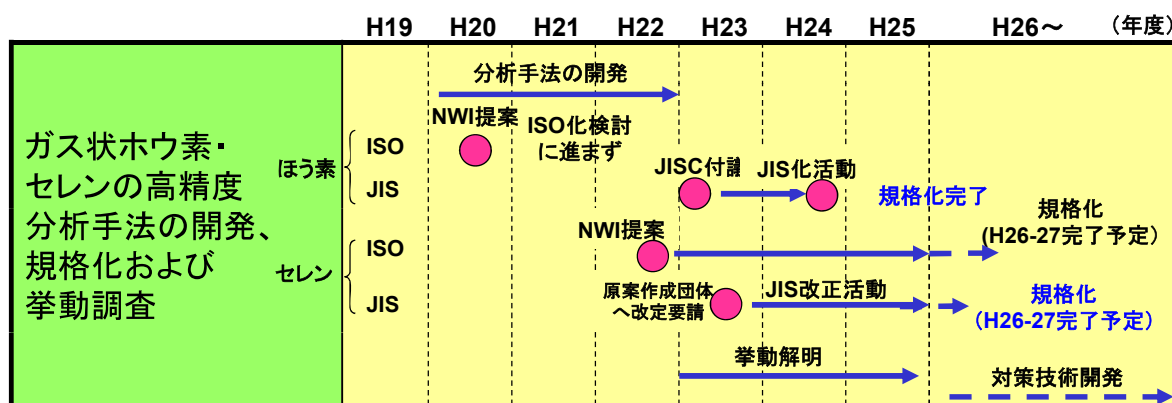 H19 H20 H21 H22 H23 H24 H25 H26～ (年度)
分析手法の開発
ガス状ホウ素・
セレンの高精度
分析手法の開発、
規格化および
挙動調査
ほう素
ISO
NWI提案
ISO化検討
に進まず
JIS
JISC付議
JIS化活動
規格化完了
セレン
ISO
NWI提案
規格化
(H26-27完了予定)
JIS
原案作成団体
へ改定要請
JIS改正活動
規格化
(H26-27完了予定)
挙動解明
対策技術開発